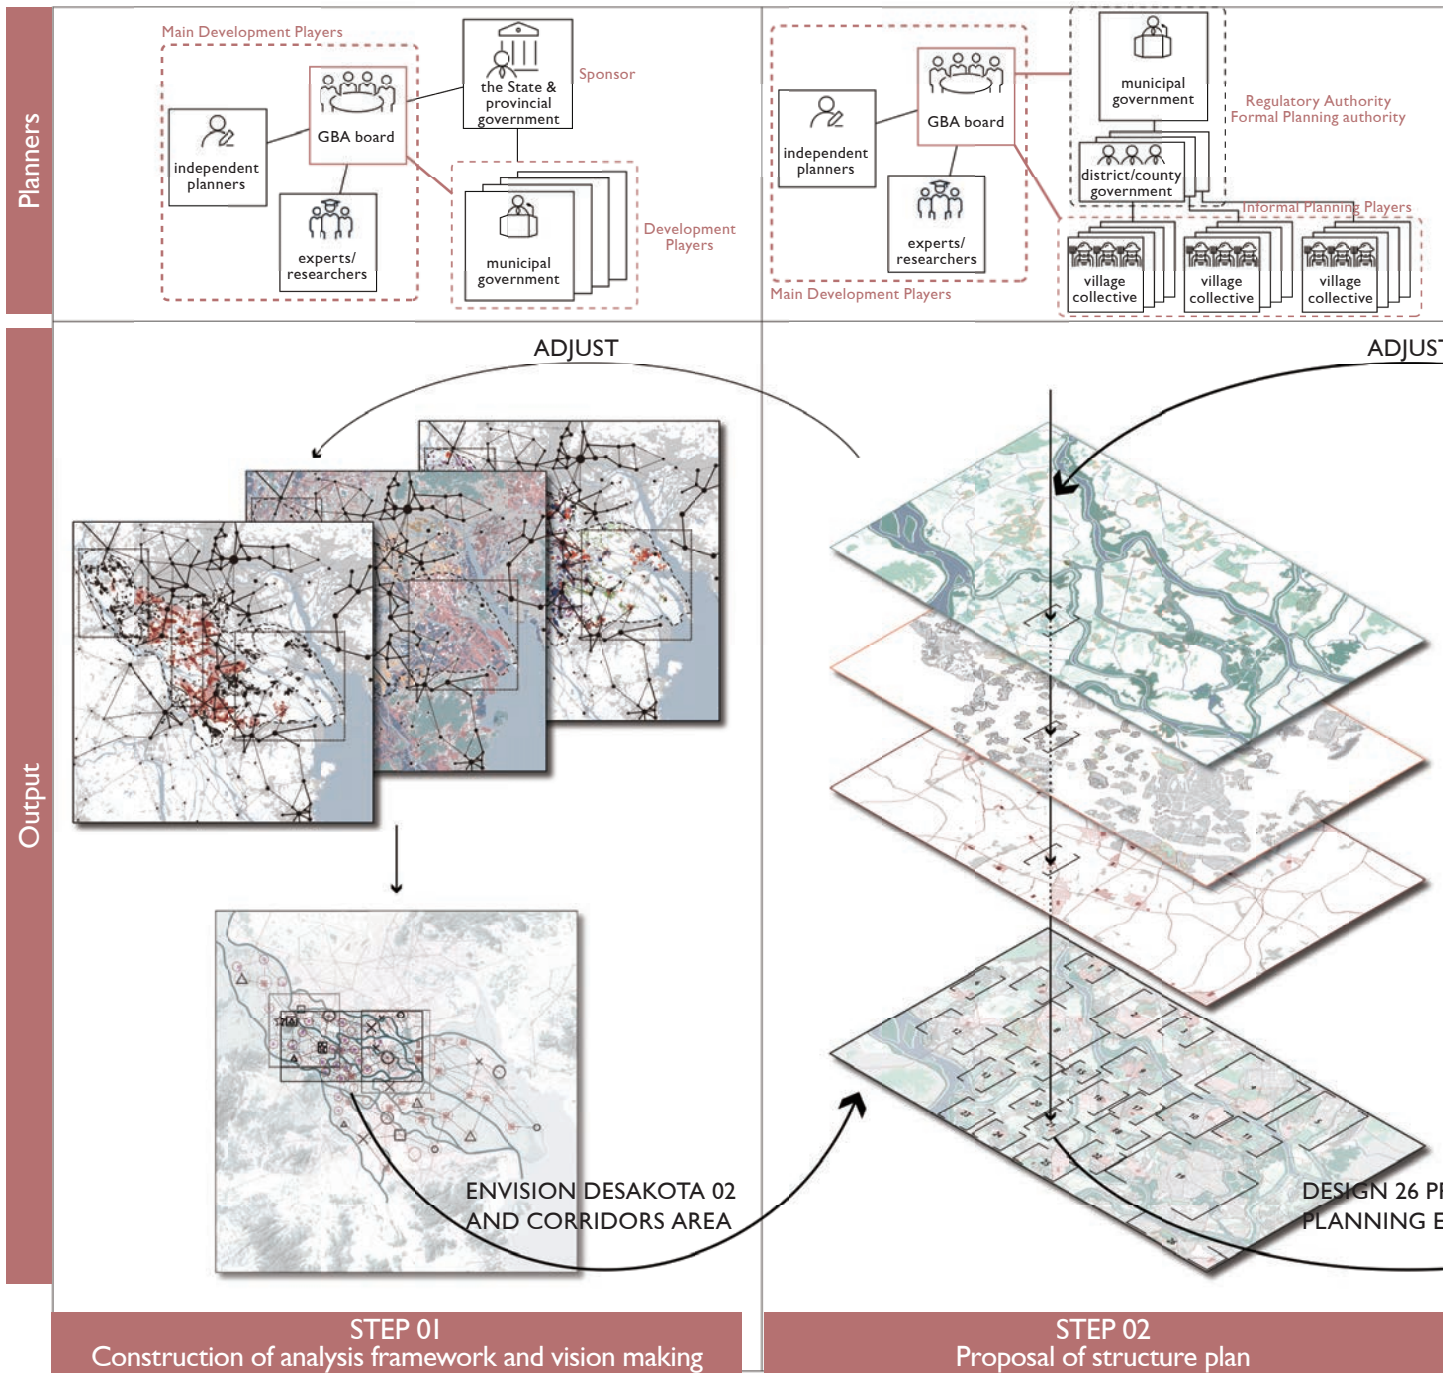 Planners
Main Development Players
the State &
provincial
government
Sponsor
GBA board
independent
planners
experts/
researchers
municipal
government
Development
Players
municipal
government
Regulatory Authority
Formal Planning authority
GBA board
independent
planners
district/county
government
Informal Planning Players
experts/
researchers
village
collective
village
collective
village
collective
Main Development Players
Output
ADJUST
ADJUST
ENVISION DESAKOTA 02
AND CORRIDORS AREA
DESIGN 26 P
PLANNING E
STEP 01
Construction of analysis framework and vision making
STEP 02
Proposal of structure plan